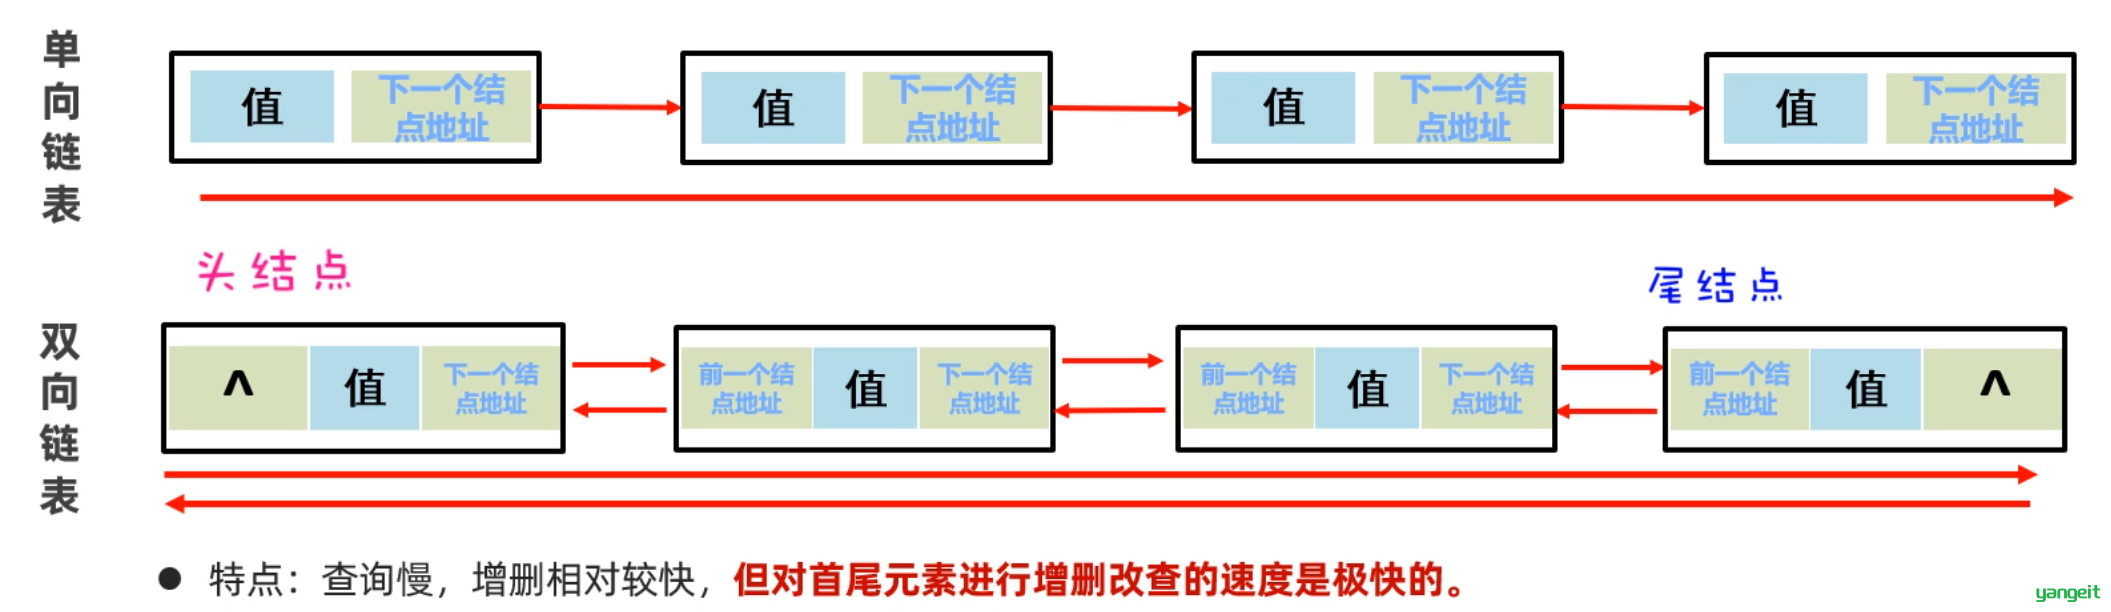 单向链表
值 下一个结
点地址
值 下一个结
点地址
值 下一个结
点地址
值 下一个结
点地址
头结点
尾结点
双向链表
^ 值 下一个结
点地址
前一个结
点地址 值 下一个结
点地址
前一个结
点地址 值 下一个结
点地址
前一个结
点地址 值 ^
● 特点：查询慢，增删相对较快，但对首尾元素进行增删改查的速度是极快的。
yangeit